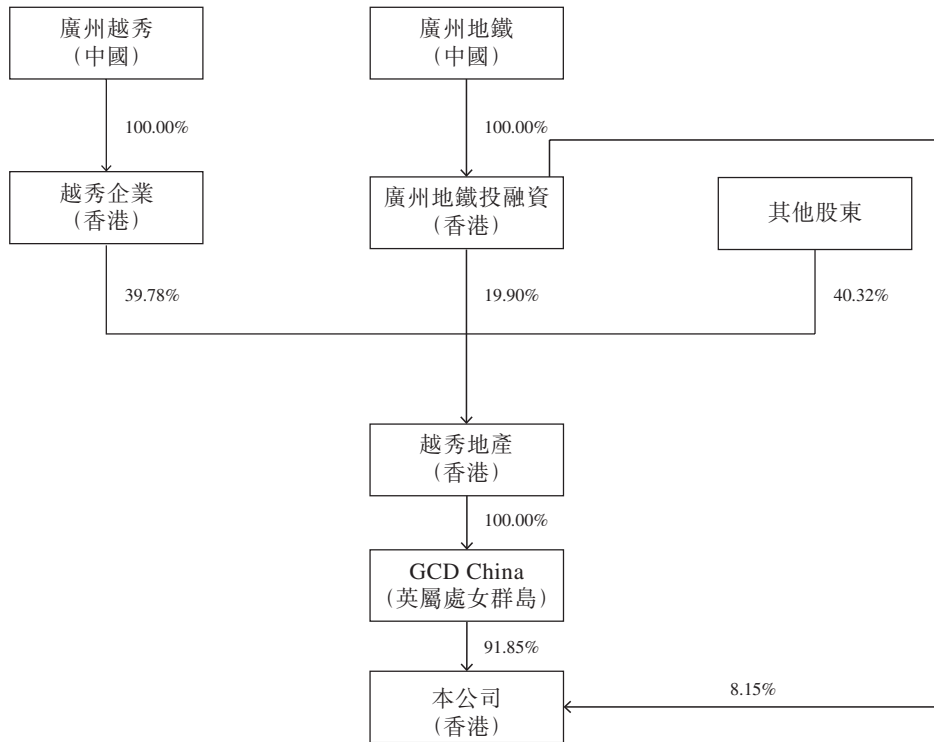 廣州越秀
(中國)
廣州地鐵
(中國)
100.00%
100.00%
越秀企業
(香港)
廣州地鐵投融資
(香港)
其他股東
39.78%
19.90%
40.32%
越秀地產
(香港)
100.00%
GCD China
(英屬處女群島)
91.85%
本公司
(香港)
8.15%